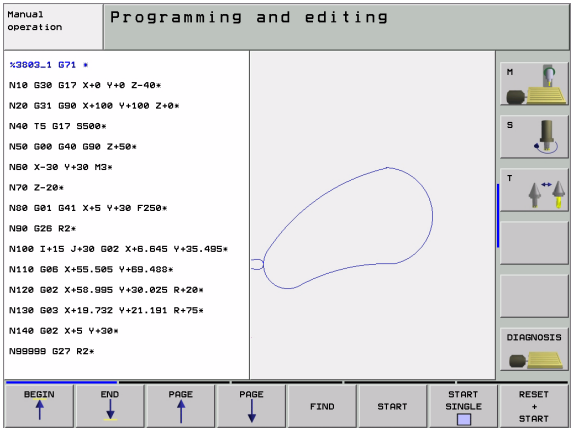 Manual
operation
Programming and editing
%3803_1 G71 *
N10 G30 G17 X+0 Y+0 Z-40*
N20 G31 G90 X+100 Y+100 Z+0*
N40 T5 G17 S500*
N50 G00 G40 G90 Z+50*
N60 X-30 Y+30 M3*
N70 Z-20*
N80 G01 G41 X+5 Y+30 F250*
N90 G26 R2*
N100 I+15 J+30 G02 X+6.645 Y+35.495*
N110 G06 X+55.505 Y+69.488*
N120 G02 X+58.995 Y+30.025 R+20*
N130 G03 X+19.732 Y+21.191 R+75*
N140 G02 X+5 Y+30*
N99999 G27 R2*
M
S
T
DIAGNOSIS
BEGIN
END
PAGE
PAGE
FIND
START
START
SINGLE
RESET
+
START